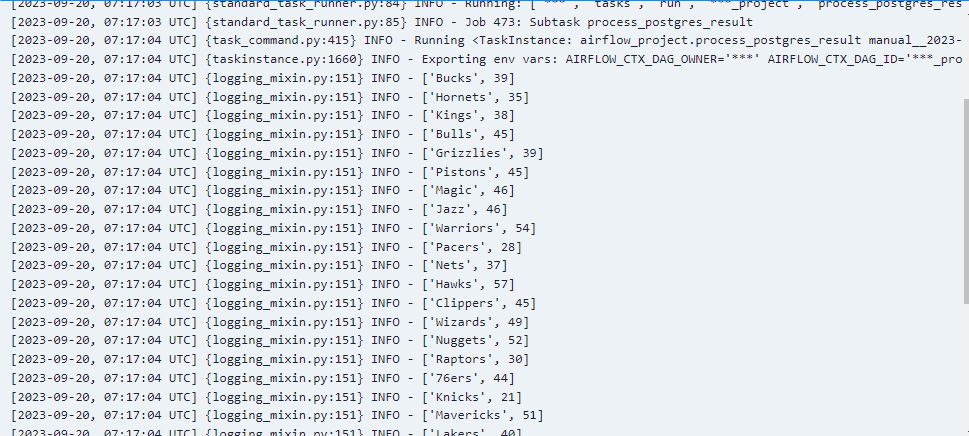 [2023-09-20, 07:17:03 UTC] {standard_task_runner.py:84} INFO - Running: ['***', 'tasks', 'run', '***_project', 'process_postgres_res
[2023-09-20, 07:17:03 UTC] {standard_task_runner.py:85} INFO - Job 473: Subtask process_postgres_result
[2023-09-20, 07:17:04 UTC] {task_command.py:415} INFO - Running <TaskInstance: airflow_project.process_postgres_result manual__2023-
[2023-09-20, 07:17:04 UTC] {taskinstance.py:1660} INFO - Exporting env vars: AIRFLOW_CTX_DAG_OWNER='***' AIRFLOW_CTX_DAG_ID='***_pro
[2023-09-20, 07:17:04 UTC] {logging_mixin.py:151} INFO - ['Bucks', 39]
[2023-09-20, 07:17:04 UTC] {logging_mixin.py:151} INFO - ['Hornets', 35]
[2023-09-20, 07:17:04 UTC] {logging_mixin.py:151} INFO - ['Kings', 38]
[2023-09-20, 07:17:04 UTC] {logging_mixin.py:151} INFO - ['Bulls', 45]
[2023-09-20, 07:17:04 UTC] {logging_mixin.py:151} INFO - ['Grizzlies', 39]
[2023-09-20, 07:17:04 UTC] {logging_mixin.py:151} INFO - ['Pistons', 45]
[2023-09-20, 07:17:04 UTC] {logging_mixin.py:151} INFO - ['Magic', 46]
[2023-09-20, 07:17:04 UTC] {logging_mixin.py:151} INFO - ['Jazz', 46]
[2023-09-20, 07:17:04 UTC] {logging_mixin.py:151} INFO - ['Warriors', 54]
[2023-09-20, 07:17:04 UTC] {logging_mixin.py:151} INFO - ['Pacers', 28]
[2023-09-20, 07:17:04 UTC] {logging_mixin.py:151} INFO - ['Nets', 37]
[2023-09-20, 07:17:04 UTC] {logging_mixin.py:151} INFO - ['Hawks', 57]
[2023-09-20, 07:17:04 UTC] {logging_mixin.py:151} INFO - ['Clippers', 45]
[2023-09-20, 07:17:04 UTC] {logging_mixin.py:151} INFO - ['Wizards', 49]
[2023-09-20, 07:17:04 UTC] {logging_mixin.py:151} INFO - ['Nuggets', 52]
[2023-09-20, 07:17:04 UTC] {logging_mixin.py:151} INFO - ['Raptors', 30]
[2023-09-20, 07:17:04 UTC] {logging_mixin.py:151} INFO - ['76ers', 44]
[2023-09-20, 07:17:04 UTC] {logging_mixin.py:151} INFO - ['Knicks', 21]
[2023-09-20, 07:17:04 UTC] {logging_mixin.py:151} INFO - ['Mavericks', 51]
[2023-09-20, 07:17:04 UTC] {logging_mixin.py:151} INFO - ['Lakers', 40]